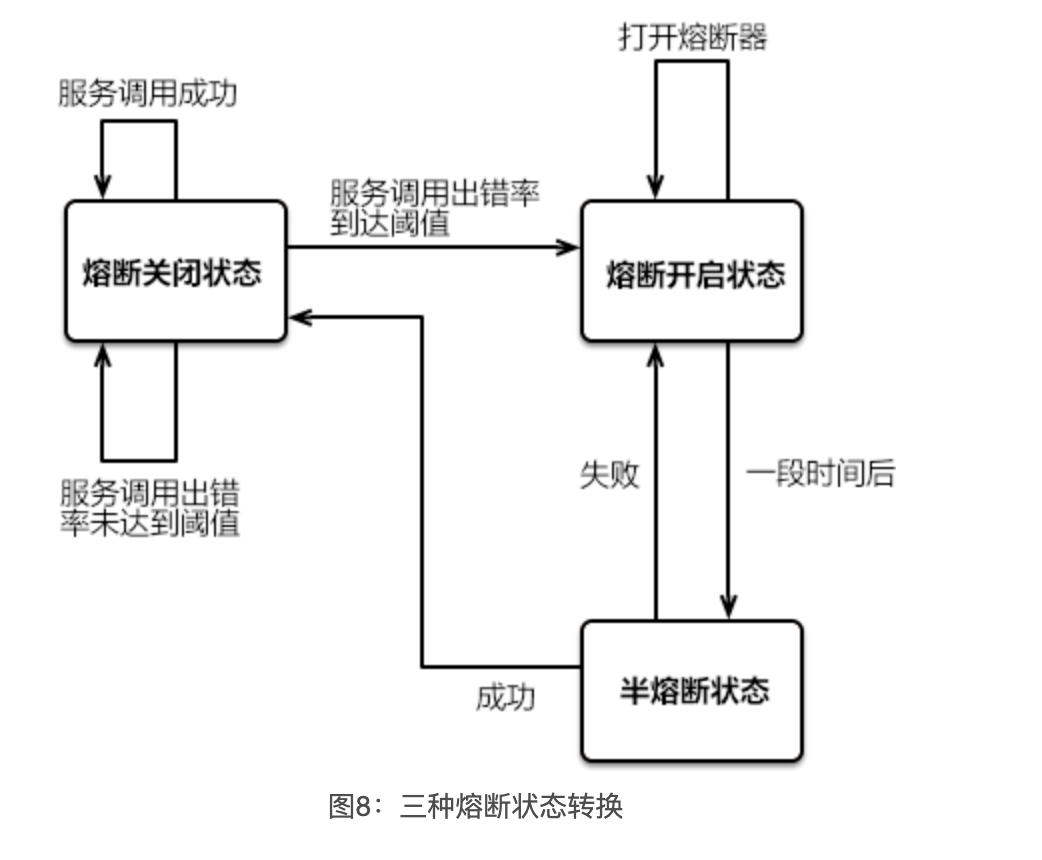 打开熔断器
服务调用成功
服务调用出错率
到达阈值
熔断关闭状态
熔断开启状态
失败
一段时间后
服务调用出错
率未达到阈值
半熔断状态
成功
图8：三种熔断状态转换